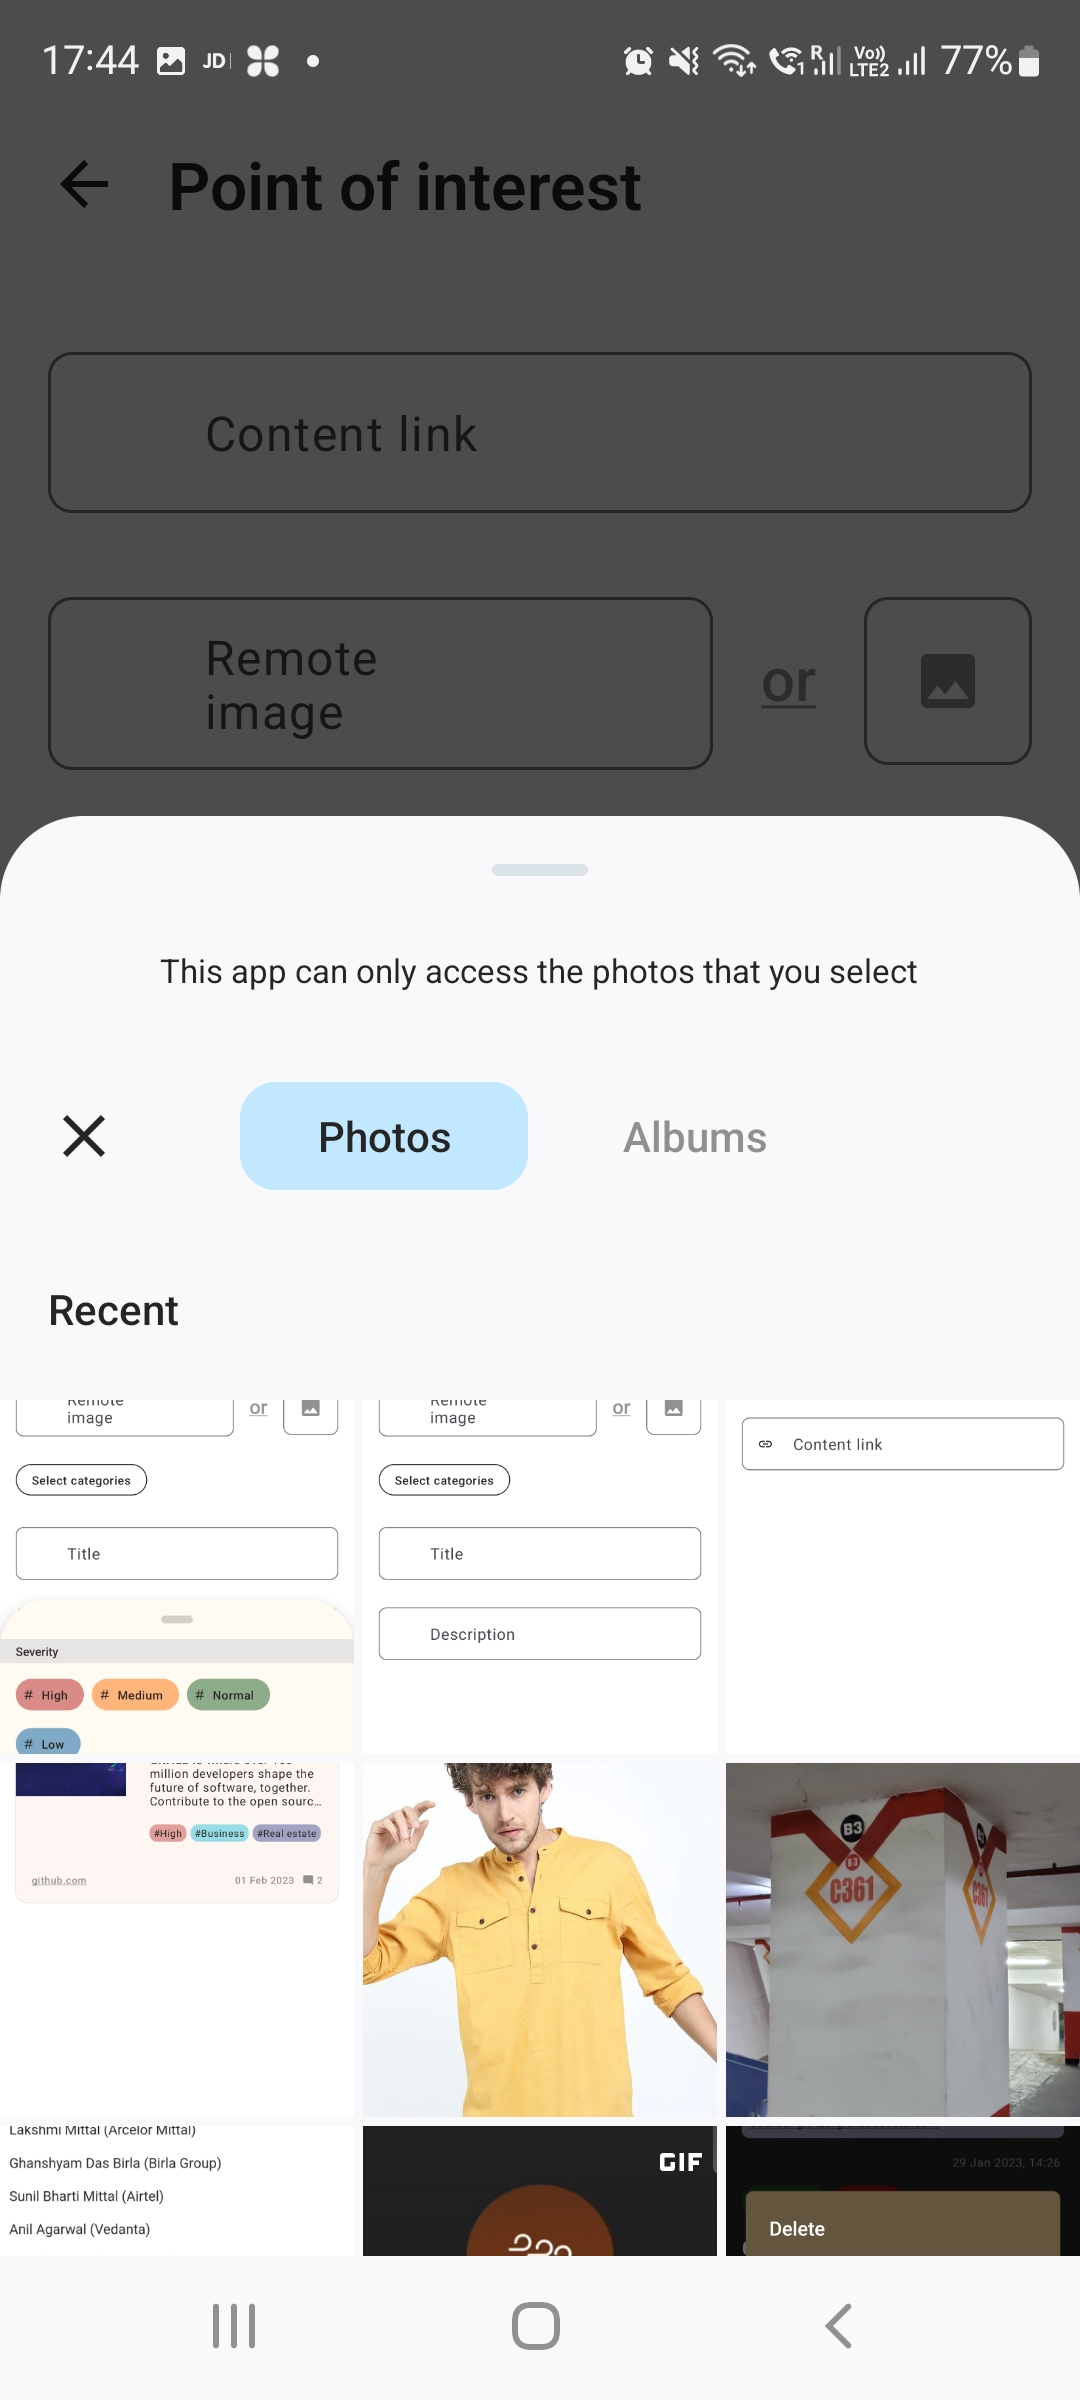 17:44 JD
R Vo)) LTE2 77%
1
Point of interest
Content link
Remote
image
or
This app can only access the photos that you select
Photos
Albums
Recent
Remote
image
or
Select categories
Title
Severity
# High # Medium # Normal
# Low
Remote
image
or
Select categories
Title
Description
Content link
million developers shape the
future of software, together.
Contribute to the open sourc...
#High #Business #Real estate
github.com
01 Feb 2023 2
B3
B3
C361
C361
Lakshmi Mittal (Arcelor Mittal)
Ghanshyam Das Birla (Birla Group)
Sunil Bharti Mittal (Airtel)
Anil Agarwal (Vedanta)
GIF
29 Jan 2023, 14:26
Delete